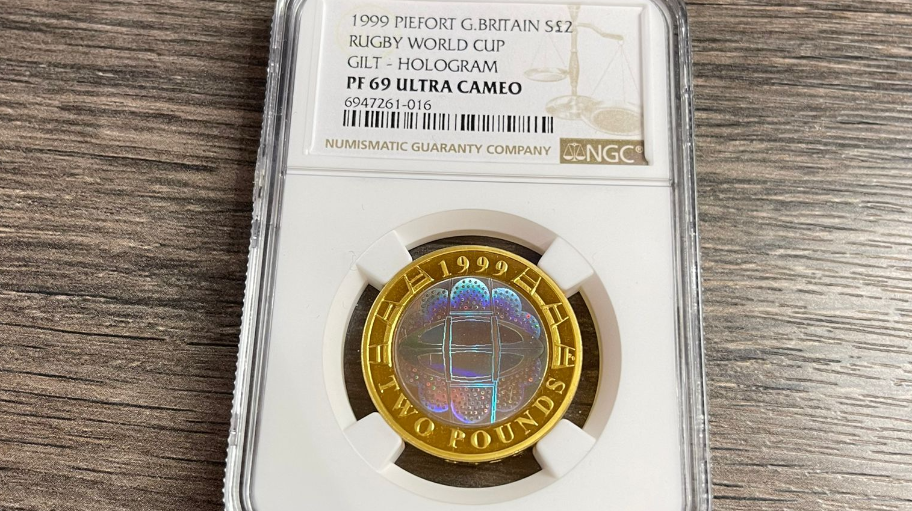 1999 PIEFORT G.BRITAIN S£2
RUGBY WORLD CUP
GILT - HOLOGRAM
PF 69 ULTRA CAMEO
6947261-016
NUMISMATIC GUARANTY COMPANY NGC®
1999
TWO POUNDS